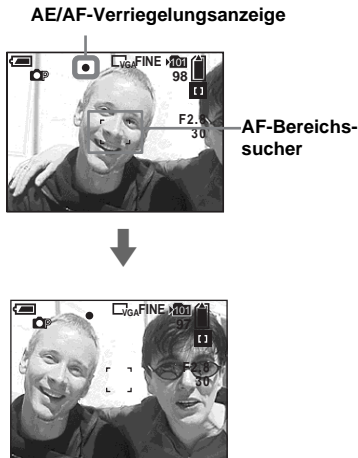 AE/AF-Verriegelungsanzeige
VGA FINE 101
98
P
F2.8
30
AF-Bereichs-
sucher
VGA FINE 101
97
P
F2.8
30